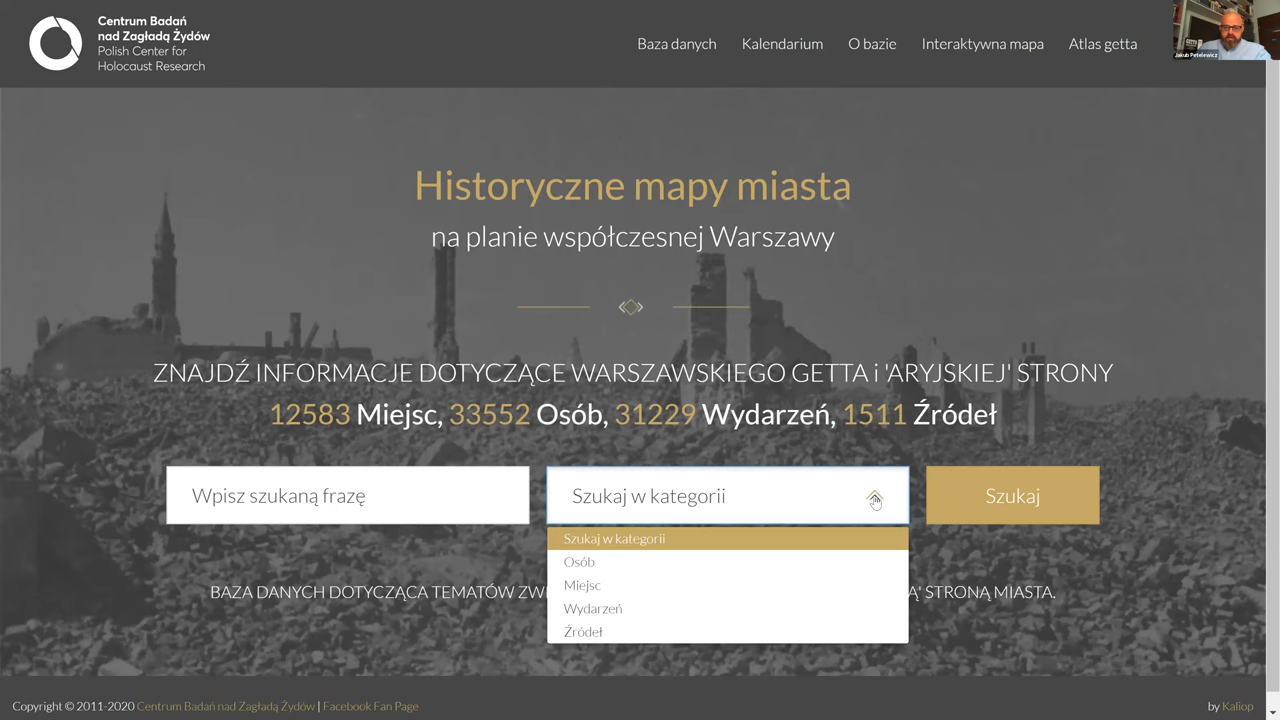 Centrum Badań
nad Zagładą Żydów
Polish Center for
Holocaust Research
Baza danych
Kalendarium
O bazie
Interaktywna mapa
Atlas getta
Jakub Petelewicz
Historyczne mapy miasta
na planie współczesnej Warszawy
ZNAJDŹ INFORMACJE DOTYCZĄCE WARSZAWSKIEGO GETTA i 'ARYJSKIEJ' STRONY
12583 Miejsc, 33552 Osób, 31229 Wydarzeń, 1511 Źródeł
Wpisz szukaną frazę
Szukaj w kategorii
Szukaj
Szukaj w kategorii
Osób
Miejsc
Wydarzeń
Źródeł
BAZA DANYCH DOTYCZĄCA TEMATÓW STRONĄ MIASTA.
Copyright © 2011-2020 Centrum Badań nad Zagładą Żydów | Facebook Fan Page
by Kaliop